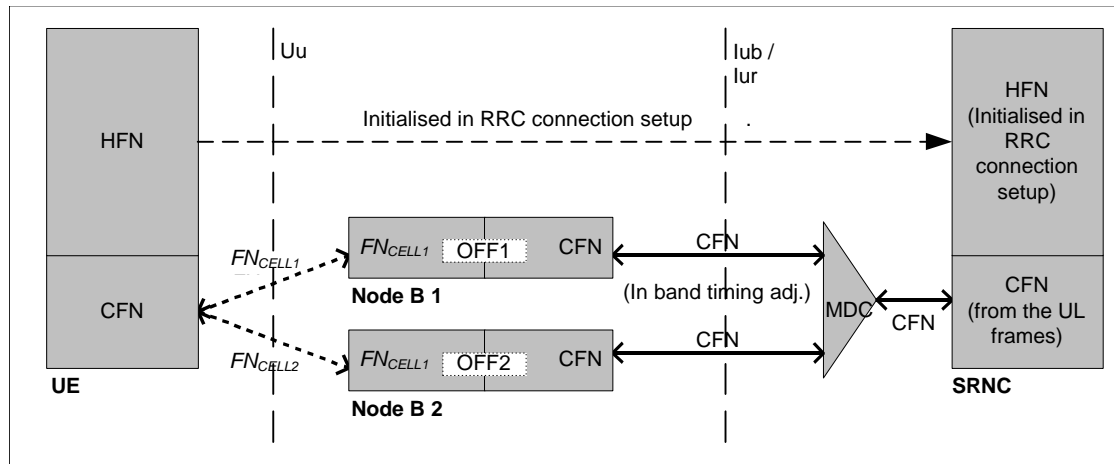 Uu
Iub /
Iur
HFN
Initialised in RRC connection setup .
HFN
(Initialised in
RRC
connection
setup)
FNCELL1
FNCELL1
OFF1
CFN
CFN
Node B 1
CFN
(In band timing adj.)
MDC
CFN
CFN
(from the UL
frames)
FNCELL2
FNCELL1
OFF2
CFN
CFN
UE
Node B 2
SRNC